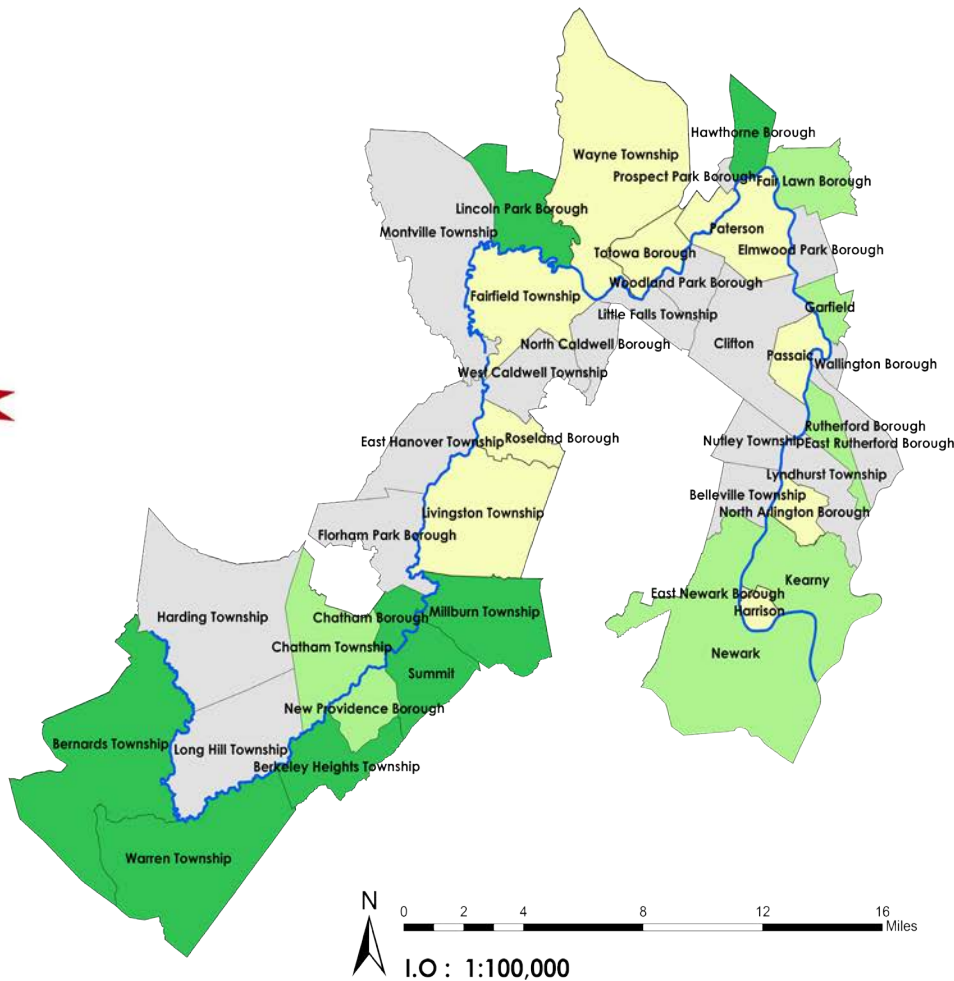 Hawthorne Borough
Wayne Township
Prospect Park Borough
Fair Lawn Borough
Lincoln Park Borough
Montville Township
Paterson
Elmwood Park Borough
Totowa Borough
Woodland Park Borough
Fairfield Township
Garfield
Little Falls Township
North Caldwell Borough
Clifton
Passaic
Wallington Borough
West Caldwell Township
Rutherford Borough
East Hanover Township
Roseland Borough
Nutley Township
East Rutherford Borough
Lyndhurst Township
Belleville Township
Livingston Township
North Arlington Borough
Florham Park Borough
Kearny
East Newark Borough
Harrison
Harding Township
Chatham Borough
Millburn Township
Chatham Township
Newark
Summit
New Providence Borough
Bernards Township
Long Hill Township
Berkeley Heights Township
Warren Township
N
0 2 4 8 12 16
Miles
I.O : 1:100,000